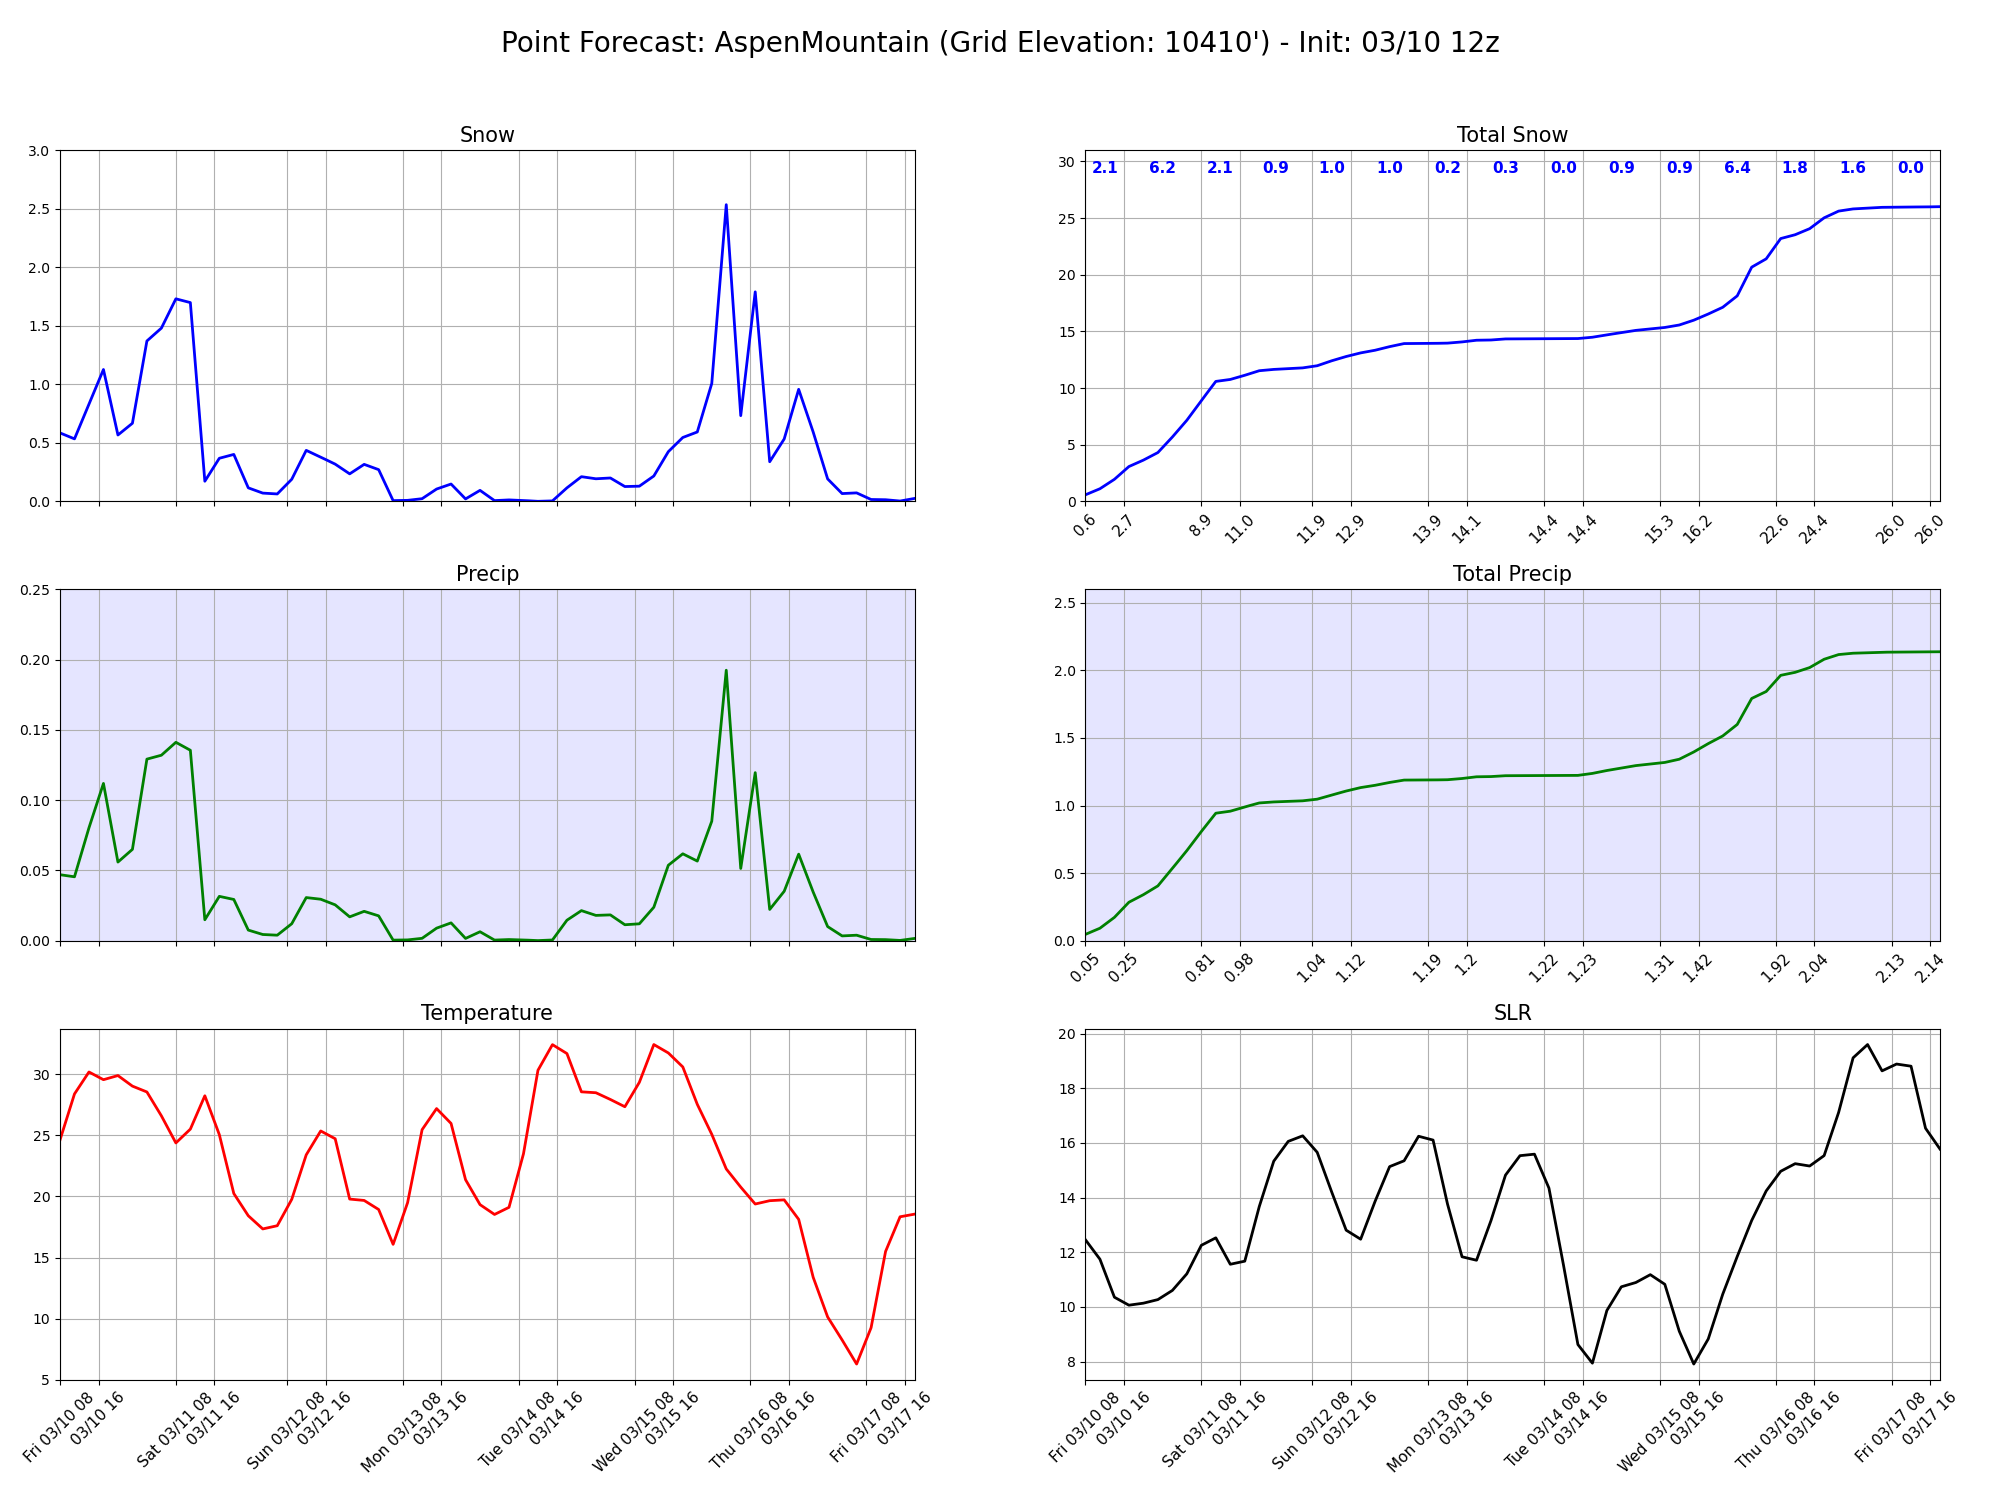 Point Forecast: AspenMountain (Grid Elevation: 10410') - Init: 03/10 12z
Snow
3.0
2.5
2.0
1.5
1.0
0.5
0.0
Total Snow
30
25
20
15
10
5
0
2.1 6.2 2.1 0.9 1.0 1.0 0.2 0.3 0.0 0.9 0.9 6.4 1.8 1.6 0.0
0.6 2.7 8.9 11.0 11.9 12.9 13.9 14.1 14.4 14.4 15.3 16.2 22.6 24.4 26.0 26.0
Precip
0.25
0.20
0.15
0.10
0.05
0.00
Total Precip
2.5
2.0
1.5
1.0
0.5
0.0
0.05 0.25 0.81 0.98 1.04 1.12 1.19 1.2 1.22 1.23 1.31 1.42 1.92 2.04 2.13 2.14
Temperature
30
25
20
15
10
5
Fri 03/10 08
03/10 16
Sat 03/11 08
03/11 16
Sun 03/12 08
03/12 16
Mon 03/13 08
03/13 16
Tue 03/14 08
03/14 16
Wed 03/15 08
03/15 16
Thu 03/16 08
03/16 16
Fri 03/17 08
03/17 16
SLR
20
18
16
14
12
10
8
Fri 03/10 08
03/10 16
Sat 03/11 08
03/11 16
Sun 03/12 08
03/12 16
Mon 03/13 08
03/13 16
Tue 03/14 08
03/14 16
Wed 03/15 08
03/15 16
Thu 03/16 08
03/16 16
Fri 03/17 08
03/17 16